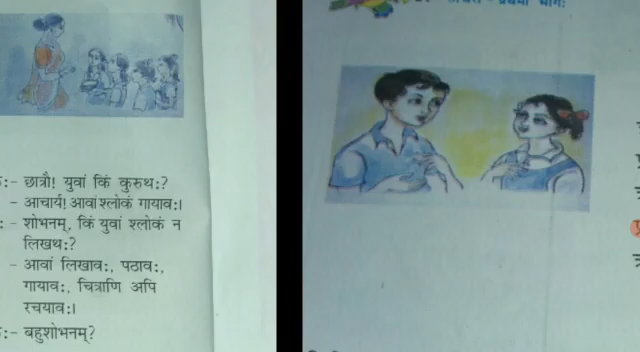 :- छात्रौ! युवां किं कुरुथः?
- आचार्य! आवां श्लोकं गायावः।
: - शोभनम्, किं युवां श्लोकं न
लिखथः?
- आवां लिखावः, पठावः,
गायावः, चित्राणि अपि
रचयावः।
:- बहुशोभनम्?